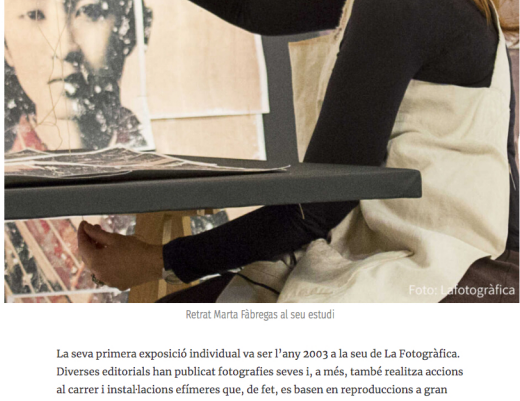 Foto: Lafotogràfica
Retrat Marta Fàbregas al seu estudi
La seva primera exposició individual va ser l'any 2003 a la seu de La Fotogràfica.
Diverses editorials han publicat fotografies seves i, a més, també realitza accions
al carrer i instal·lacions efímeres que, de fet, es basen en reproduccions a gran